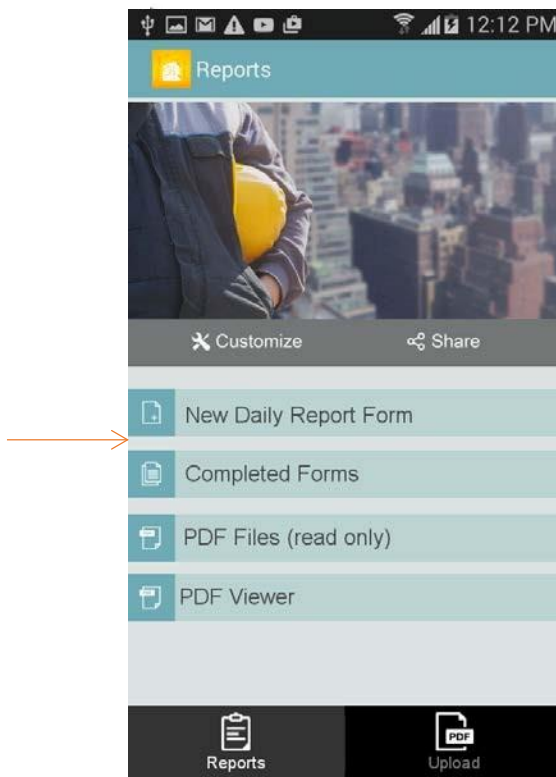 12:12 PM
Reports
Customize
Share
New Daily Report Form
Completed Forms
PDF Files (read only)
PDF Viewer
PDF
Reports
Upload